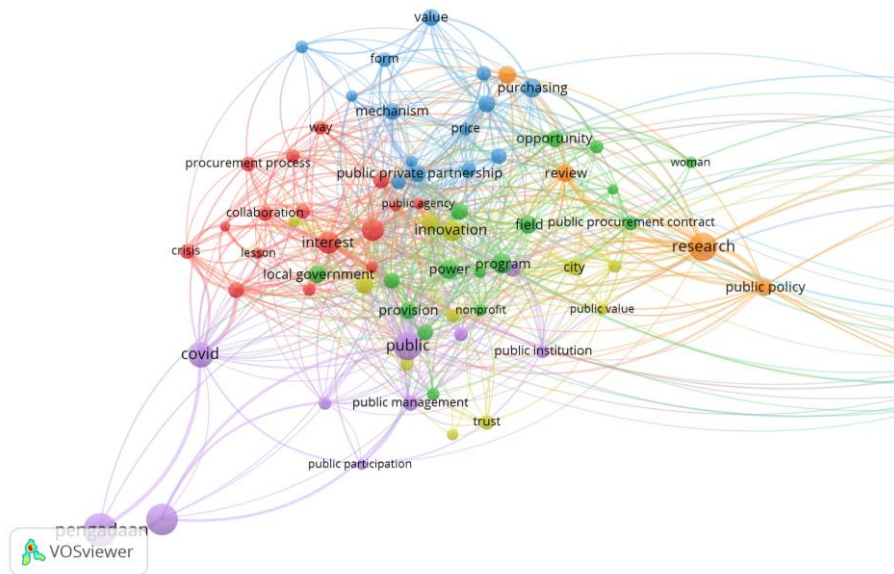 value
form
purchasing
mechanism
way
price
opportunity
procurement process
public private partnership
review
woman
public agency
collaboration
innovation
field
public procurement contract
interest
research
crisis
lesson
local government
power
program
city
public policy
provision
nonprofit
public value
covid
public
public institution
public management
trust
public participation
pengadaan
VOSviewer